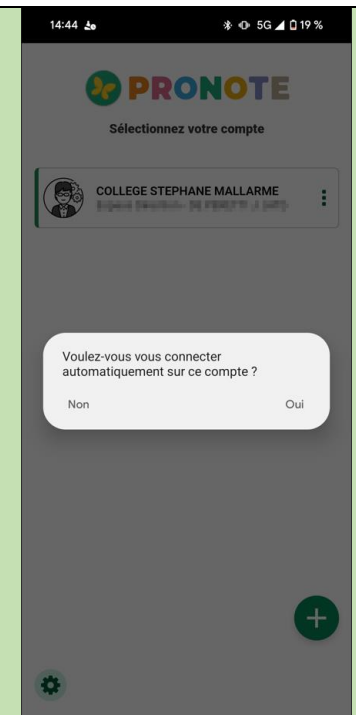 14:44 5G 19 %
PRONOTE
Sélectionnez votre compte
COLLEGE STEPHANE MALLARME
Voulez-vous vous connecter
automatiquement sur ce compte ?
Non Oui